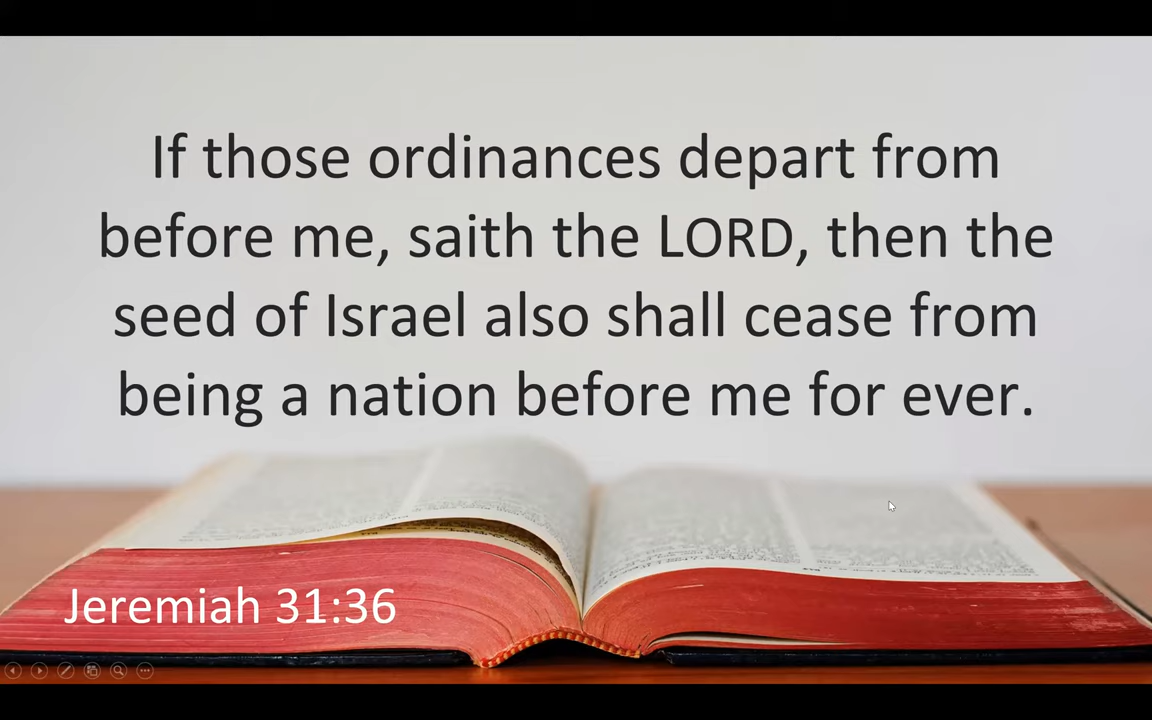 If those ordinances depart from
before me, saith the LORD, then the
seed of Israel also shall cease from
being a nation before me for ever.
Jeremiah 31:36